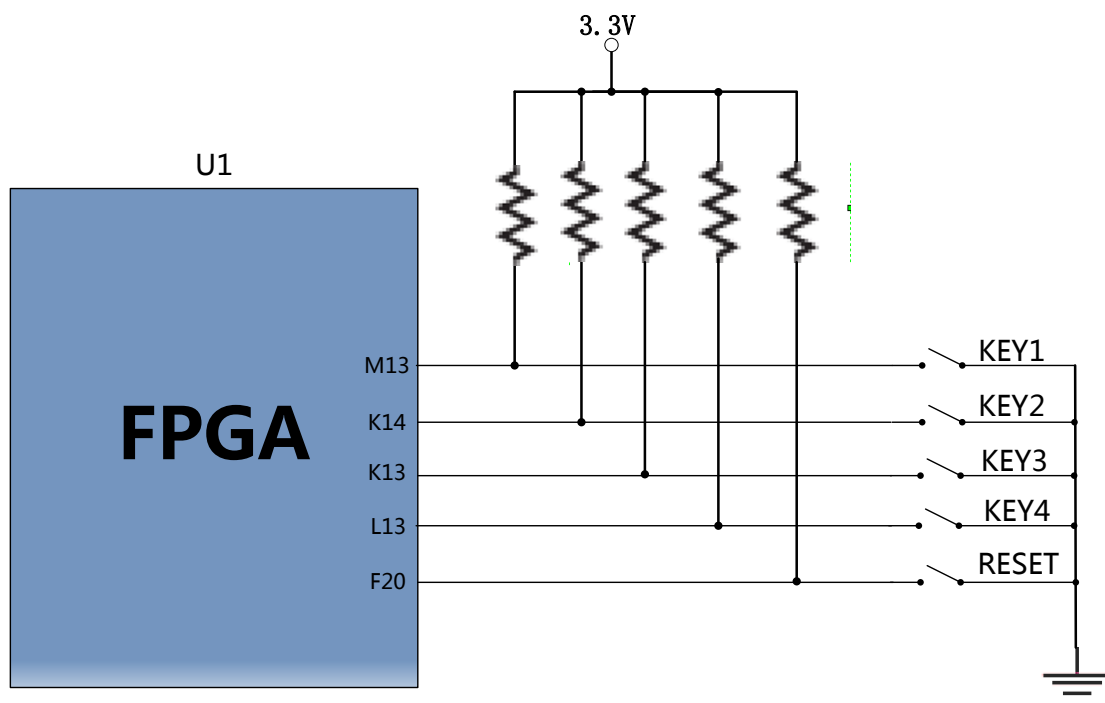 3.3V
U1
FPGA
M13
K14
K13
L13
F20
KEY1
KEY2
KEY3
KEY4
RESET